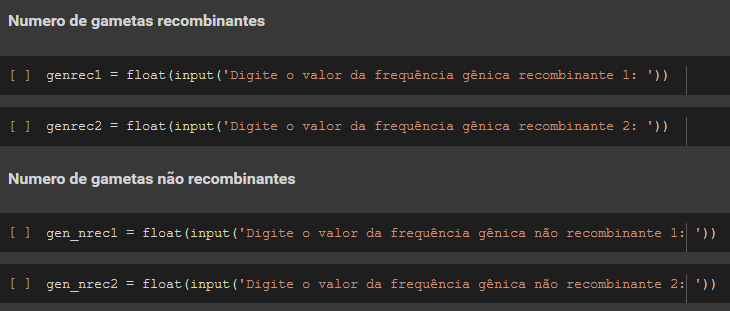 Numero de gametas recombinantes
[ ] genrec1 = float(input('Digite o valor da frequência gênica recombinante 1: '))
[ ] genrec2 = float(input('Digite o valor da frequência gênica recombinante 2: '))
Numero de gametas não recombinantes
[ ] gen_nrec1 = float(input('Digite o valor da frequência gênica não recombinante 1: '))
[ ] gen_nrec2 = float(input('Digite o valor da frequência gênica não recombinante 2: '))